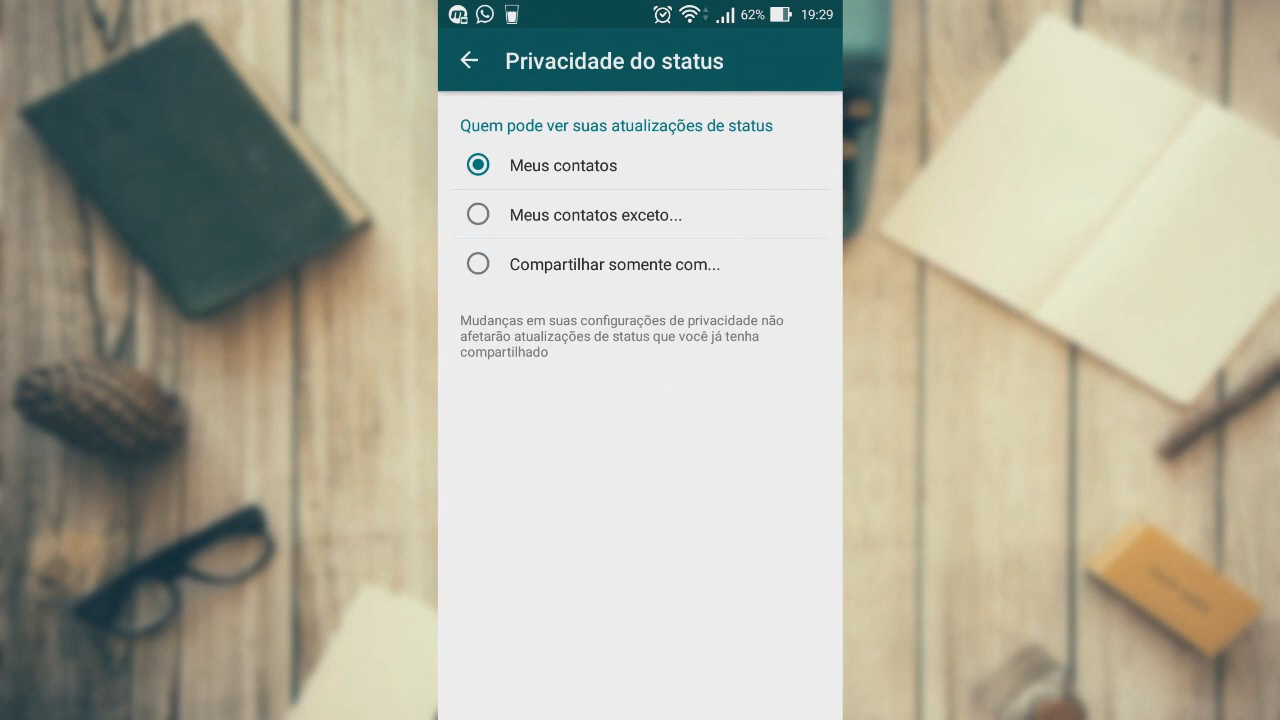 62% 19:29
Privacidade do status
Quem pode ver suas atualizações de status
Meus contatos
Meus contatos exceto...
Compartilhar somente com...
Mudanças em suas configurações de privacidade não
afetarão atualizações de status que você já tenha
compartilhado